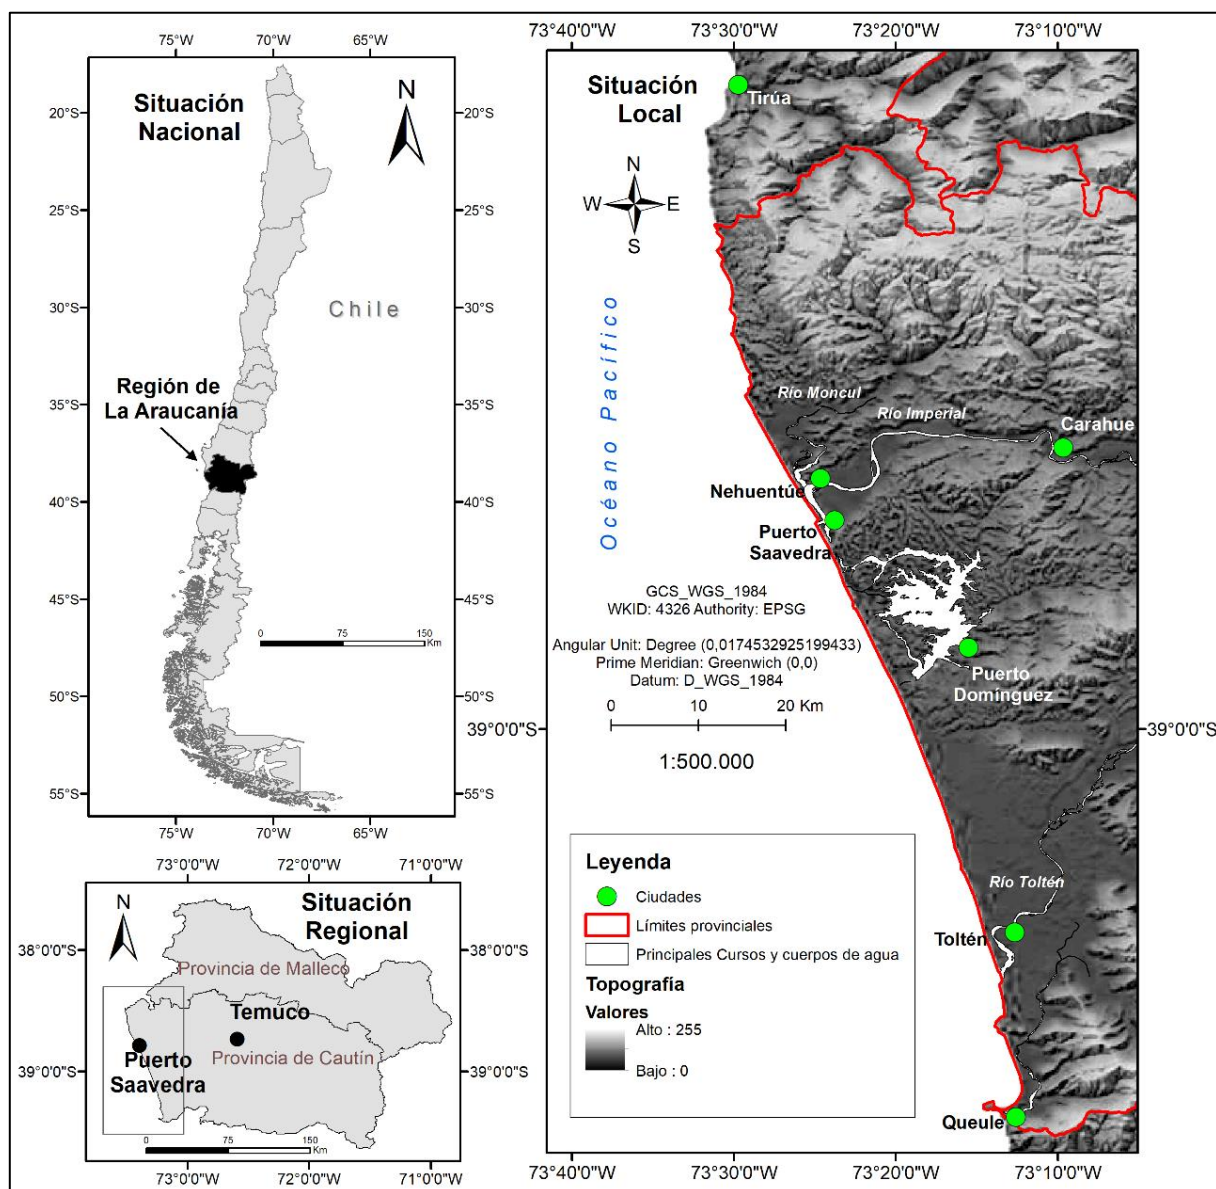 75°W
70°W
65°W
Situación
Nacional
N
20°S
20°S
25°S
25°S
30°S
30°S
Chile
35°S
35°S
Región de
La Araucanía
40°S
40°S
45°S
45°S
0
75
150
Km
50°S
50°S
55°S
55°S
75°W
70°W
65°W
73°0'0"W
72°0'0"W
71°0'0"W
N
Situación
Regional
38°0'0"S
38°0'0"S
Provincia de Malleco
Temuco
Provincia de Cautín
Puerto
Saavedra
39°0'0"S
39°0'0"S
0
75
150
Km
73°0'0"W
72°0'0"W
71°0'0"W
73°40'0"W
73°30'0"W
73°20'0"W
73°10'0"W
Situación
Local
Tirúa
N
W
E
S
Océano Pacífico
Río Moncul
Río Imperial
Carahue
Nehuentúe
Puerto
Saavedra
GCS_WGS_1984
WKID: 4326 Authority: EPSG
Angular Unit: Degree (0,0174532925199433)
Prime Meridian: Greenwich (0,0)
Datum: D_WGS_1984
Puerto
Domínguez
0
10
20 Km
1:500.000
39°0'0"S
39°0'0"S
Leyenda
Ciudades
Límites provinciales
Principales Cursos y cuerpos de agua
Topografía
Valores
Alto : 255
Bajo : 0
Río Toltén
Toltén
Queule
73°40'0"W
73°30'0"W
73°20'0"W
73°10'0"W